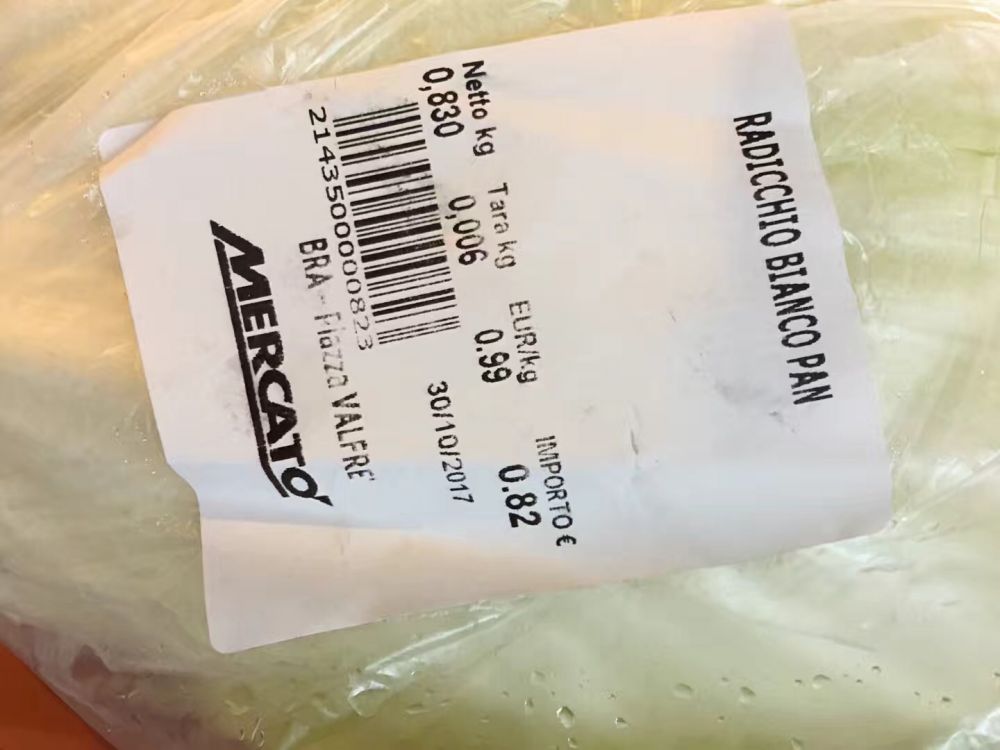 RADICCHIO BIANCO PAN
Netto kg Tara kg EUR/kg IMPORTO €
0,830 0,006 0.99 0.82
30/10/2017
2143500000823
BRA - Piazza VALFRE'
MERCATO'